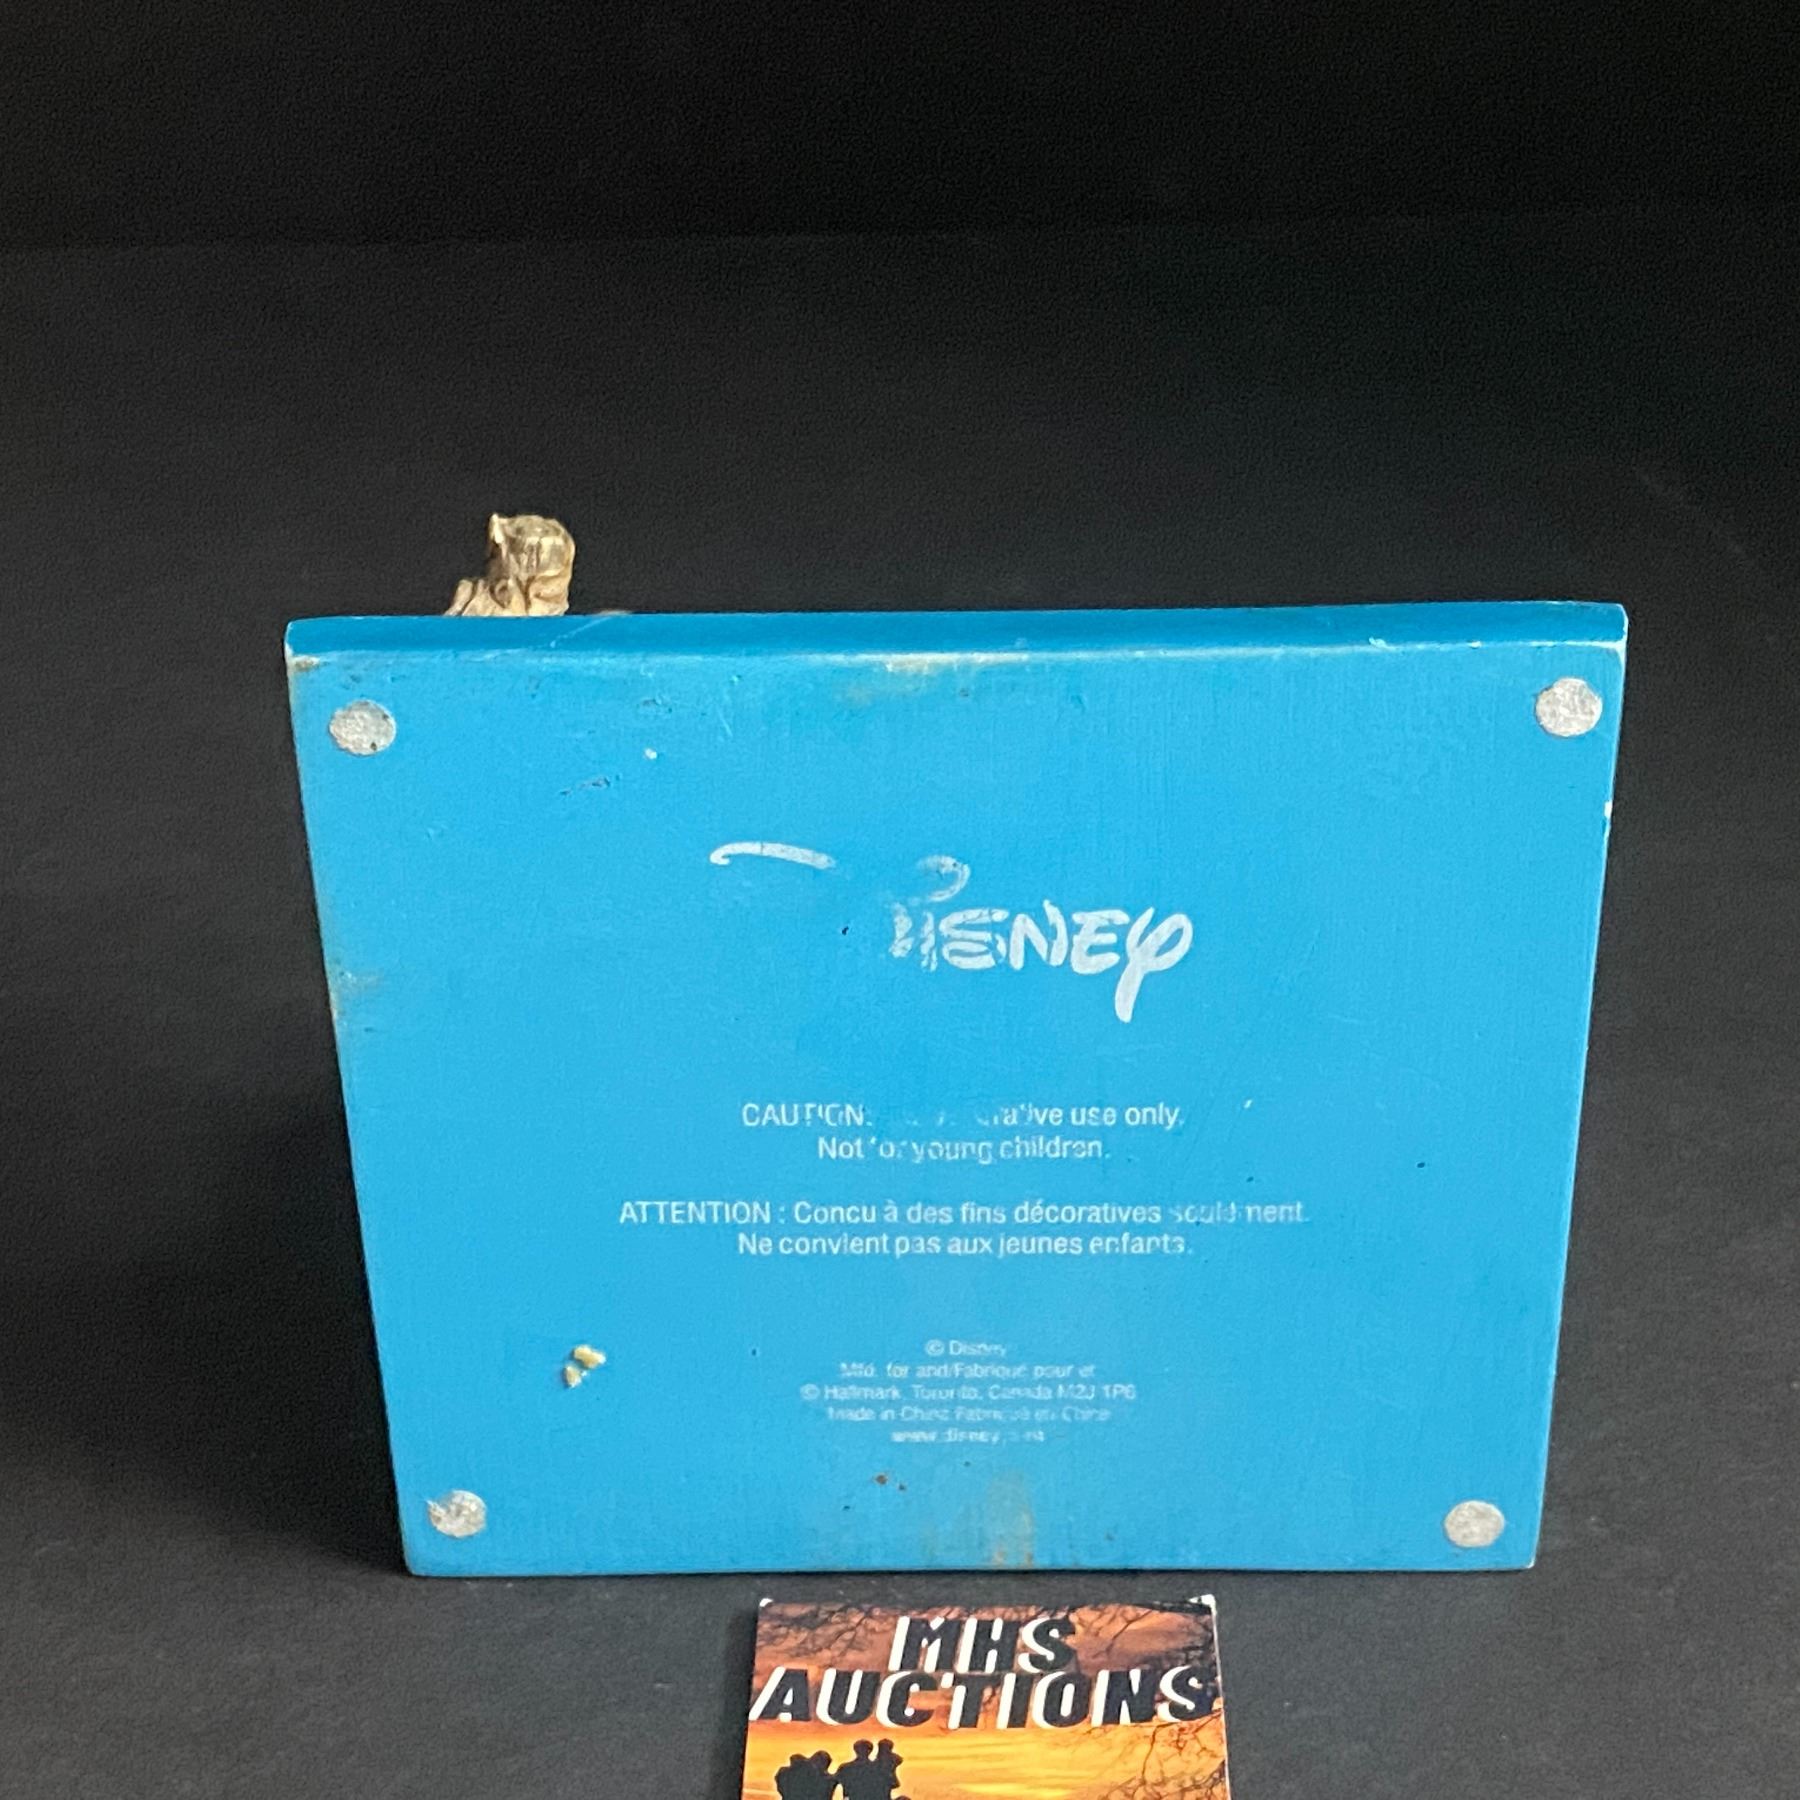 Disney
CAUTION: use only.
Not for young children.
ATTENTION : Concu à des fins décoratives seulement.
Ne convient pas aux jeunes enfants.
© Disney
Mfd. for and/Fabriqué pour et
© Hallmark, Toronto, Canada M2J 1P6
Made in China Fabriqué en Chine
MHS
AUCTIONS